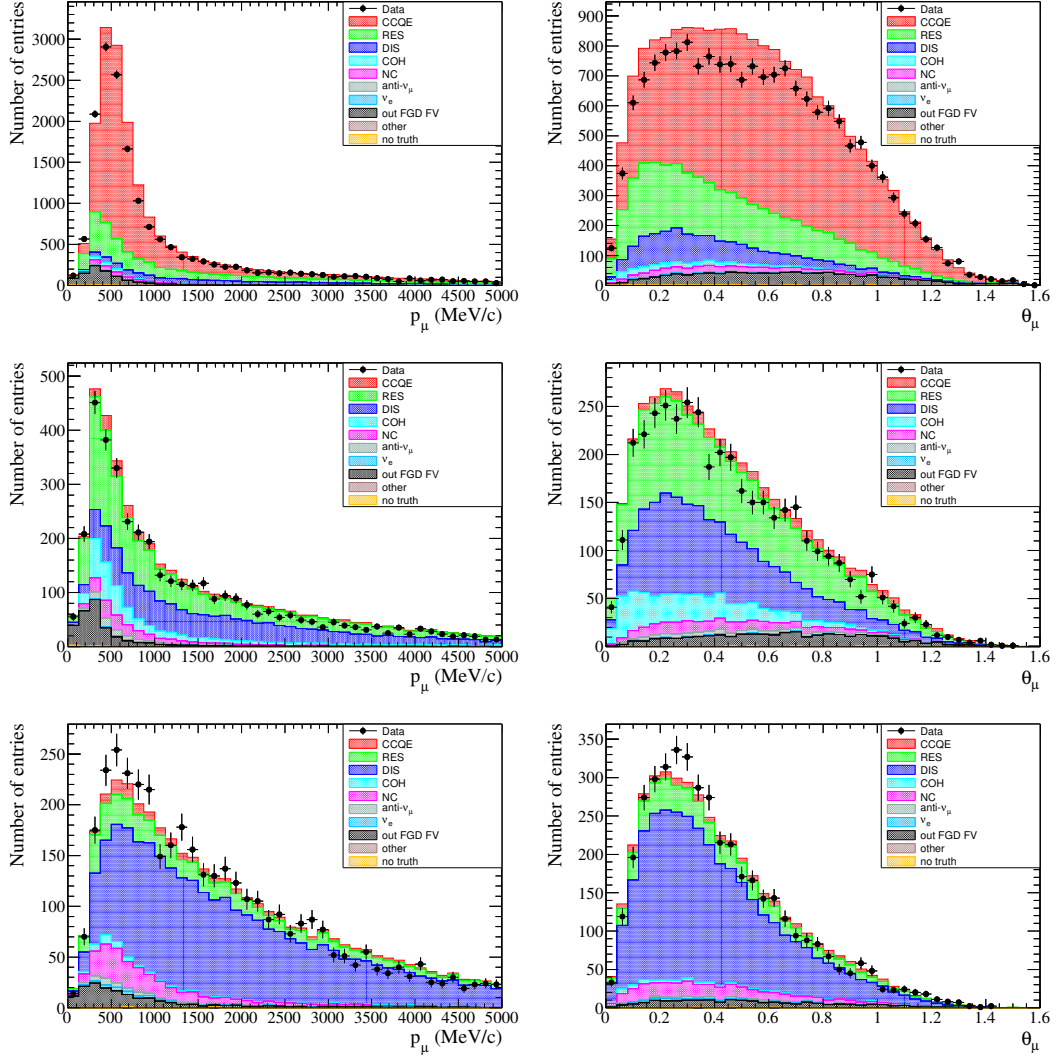 Number of entries
3000
2500
2000
1500
1000
500
0
Data
CCQE
RES
DIS
COH
NC
anti-νμ
νe
out FGD FV
other
no truth
0 500 1000 1500 2000 2500 3000 3500 4000 4500 5000
pμ (MeV/c)
Number of entries
900
800
700
600
500
400
300
200
100
0
Data
CCQE
RES
DIS
COH
NC
anti-νμ
νe
out FGD FV
other
no truth
0 0.2 0.4 0.6 0.8 1 1.2 1.4 1.6
θμ
Number of entries
500
400
300
200
100
0
Data
CCQE
RES
DIS
COH
NC
anti-νμ
νe
out FGD FV
other
no truth
0 500 1000 1500 2000 2500 3000 3500 4000 4500 5000
pμ (MeV/c)
Number of entries
250
200
150
100
50
0
Data
CCQE
RES
DIS
COH
NC
anti-νμ
νe
out FGD FV
other
no truth
0 0.2 0.4 0.6 0.8 1 1.2 1.4 1.6
θμ
Number of entries
250
200
150
100
50
0
Data
CCQE
RES
DIS
COH
NC
anti-νμ
νe
out FGD FV
other
no truth
0 500 1000 1500 2000 2500 3000 3500 4000 4500 5000
pμ (MeV/c)
Number of entries
350
300
250
200
150
100
50
0
Data
CCQE
RES
DIS
COH
NC
anti-νμ
νe
out FGD FV
other
no truth
0 0.2 0.4 0.6 0.8 1 1.2 1.4 1.6
θμ